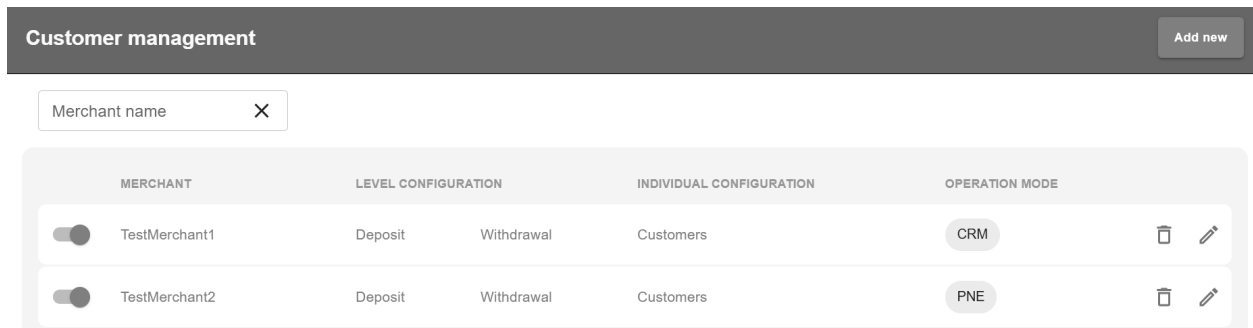 Customer management
Add new
Merchant name
MERCHANT LEVEL CONFIGURATION INDIVIDUAL CONFIGURATION OPERATION MODE
TestMerchant1 Deposit Withdrawal Customers CRM
TestMerchant2 Deposit Withdrawal Customers PNE